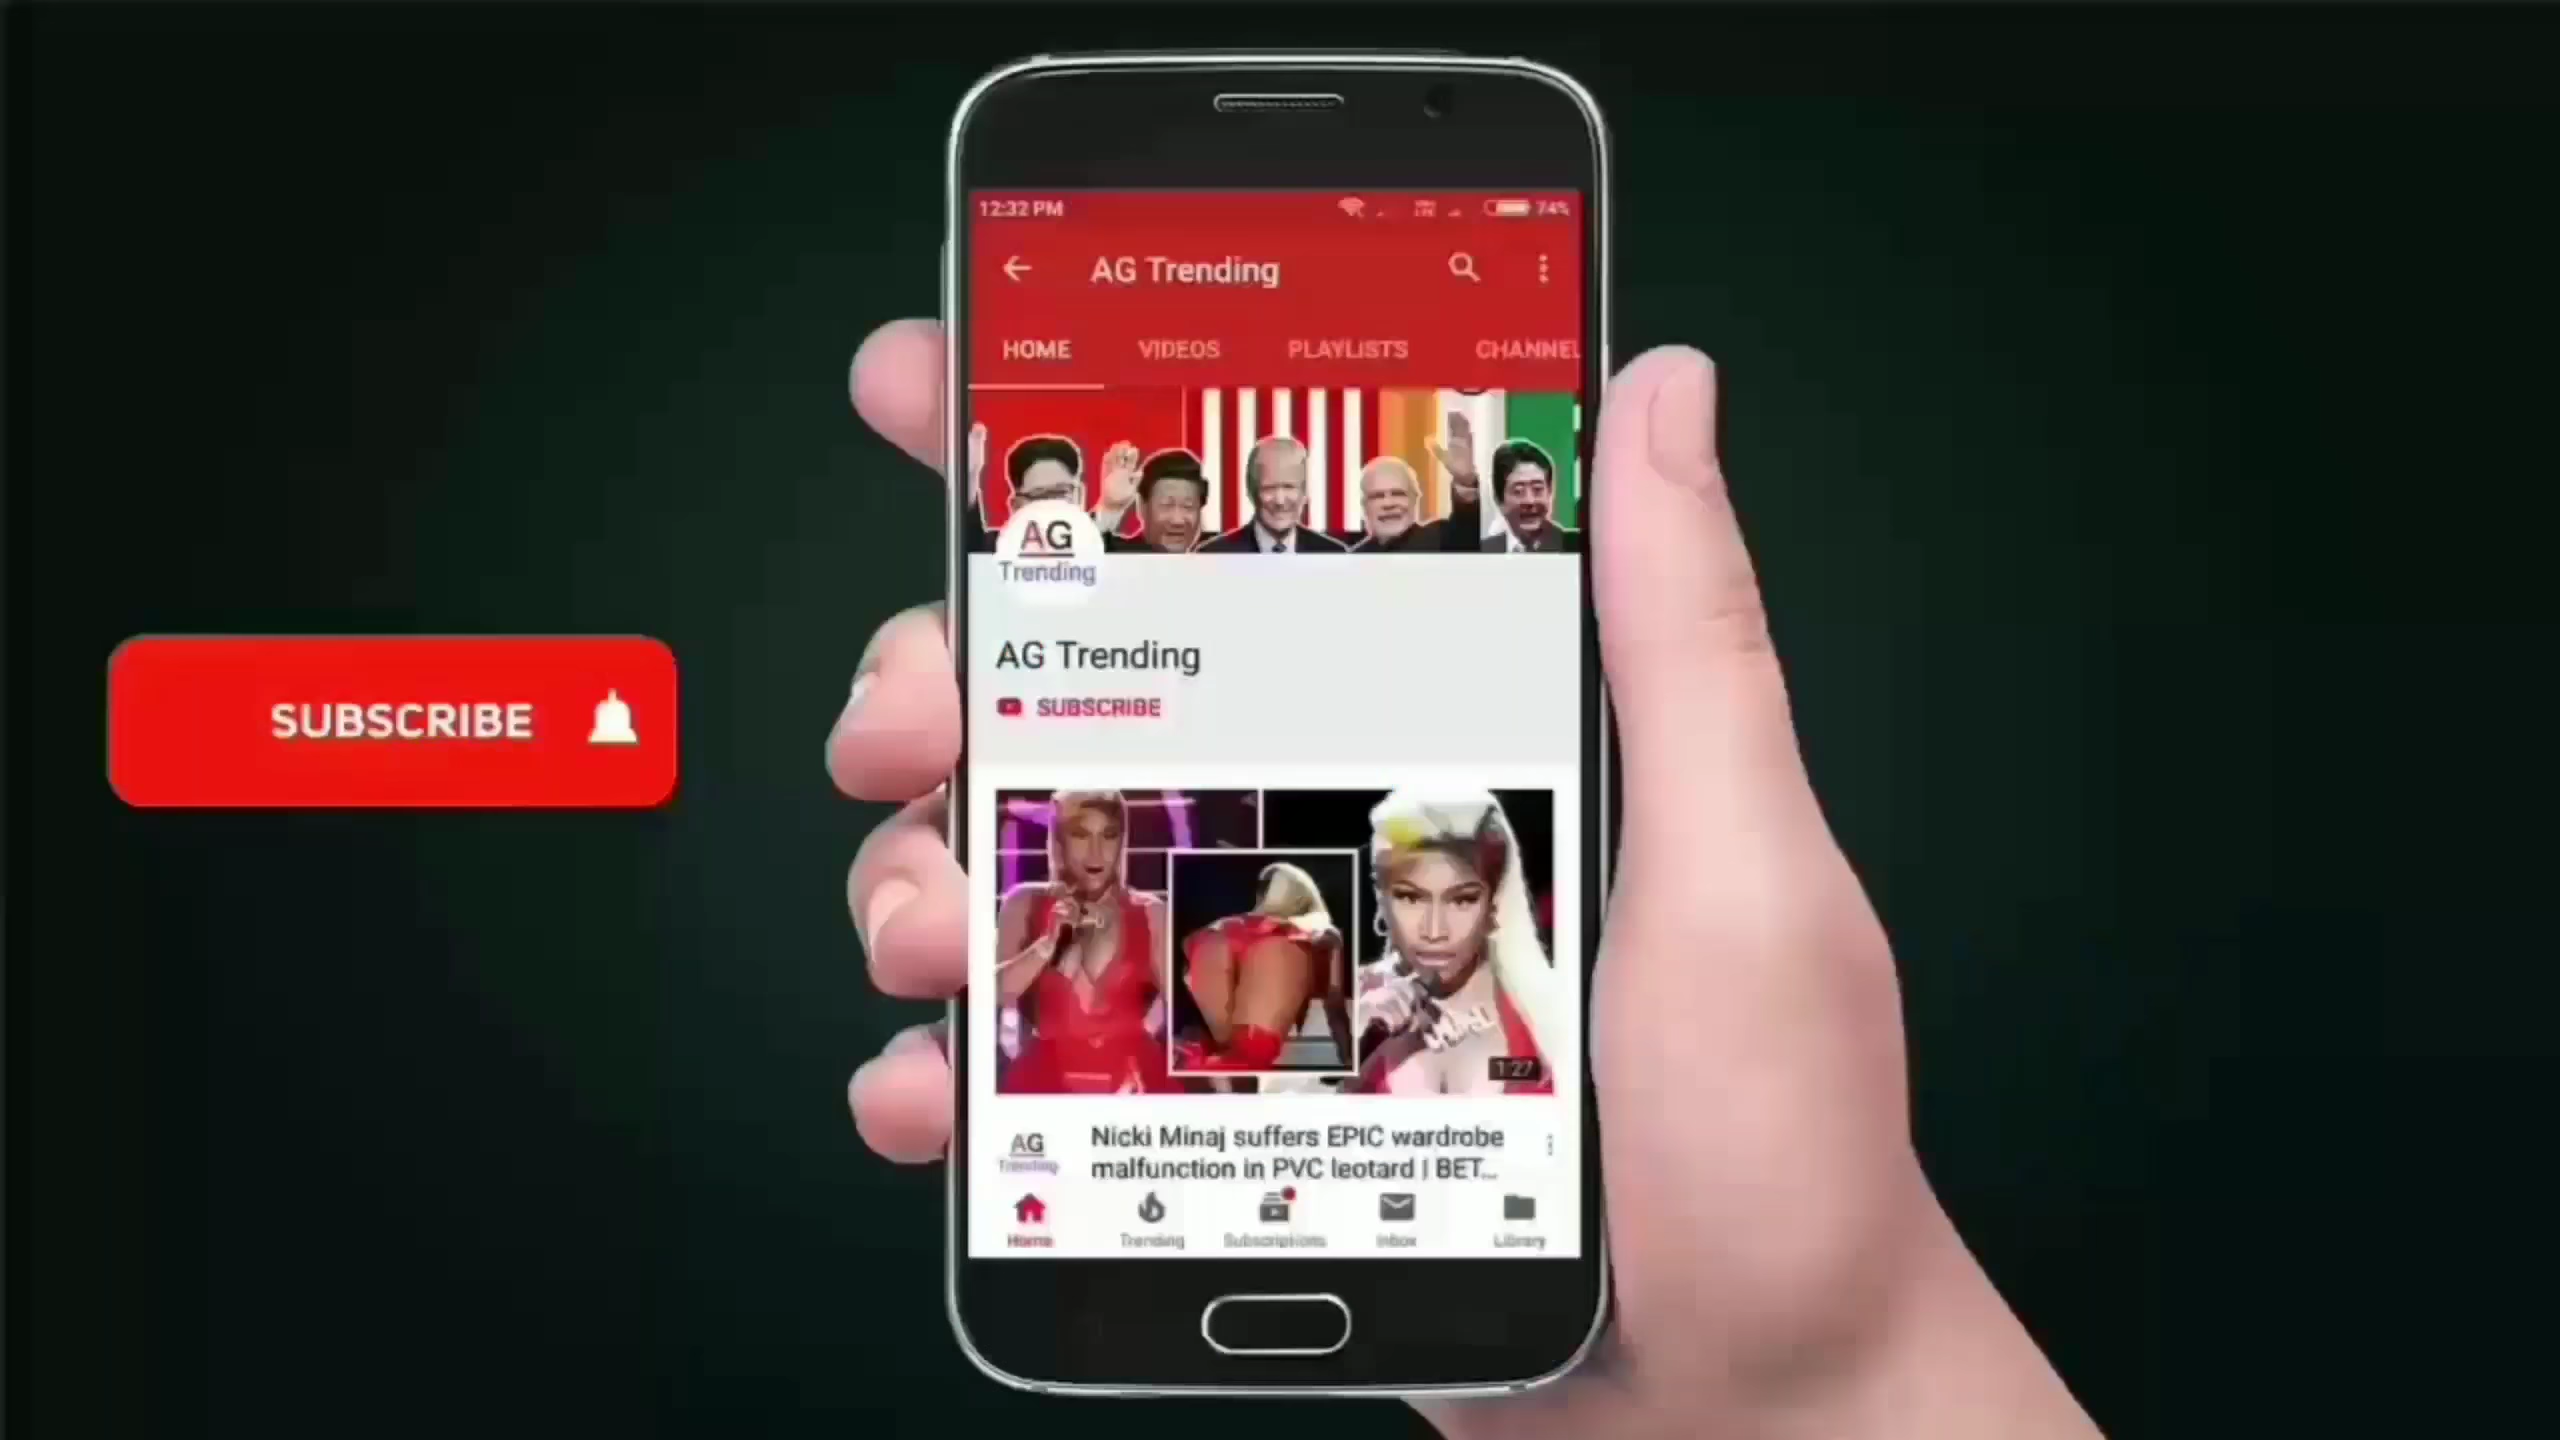 12:32 PM
74%
AG Trending
HOME VIDEOS PLAYLISTS CHANNEL
AG
Trending
AG Trending
SUBSCRIBE
SUBSCRIBE
1:27
AG
Trending
Nicki Minaj suffers EPIC wardrobe
malfunction in PVC leotard | BET...
Home Trending Subscriptions Inbox Library